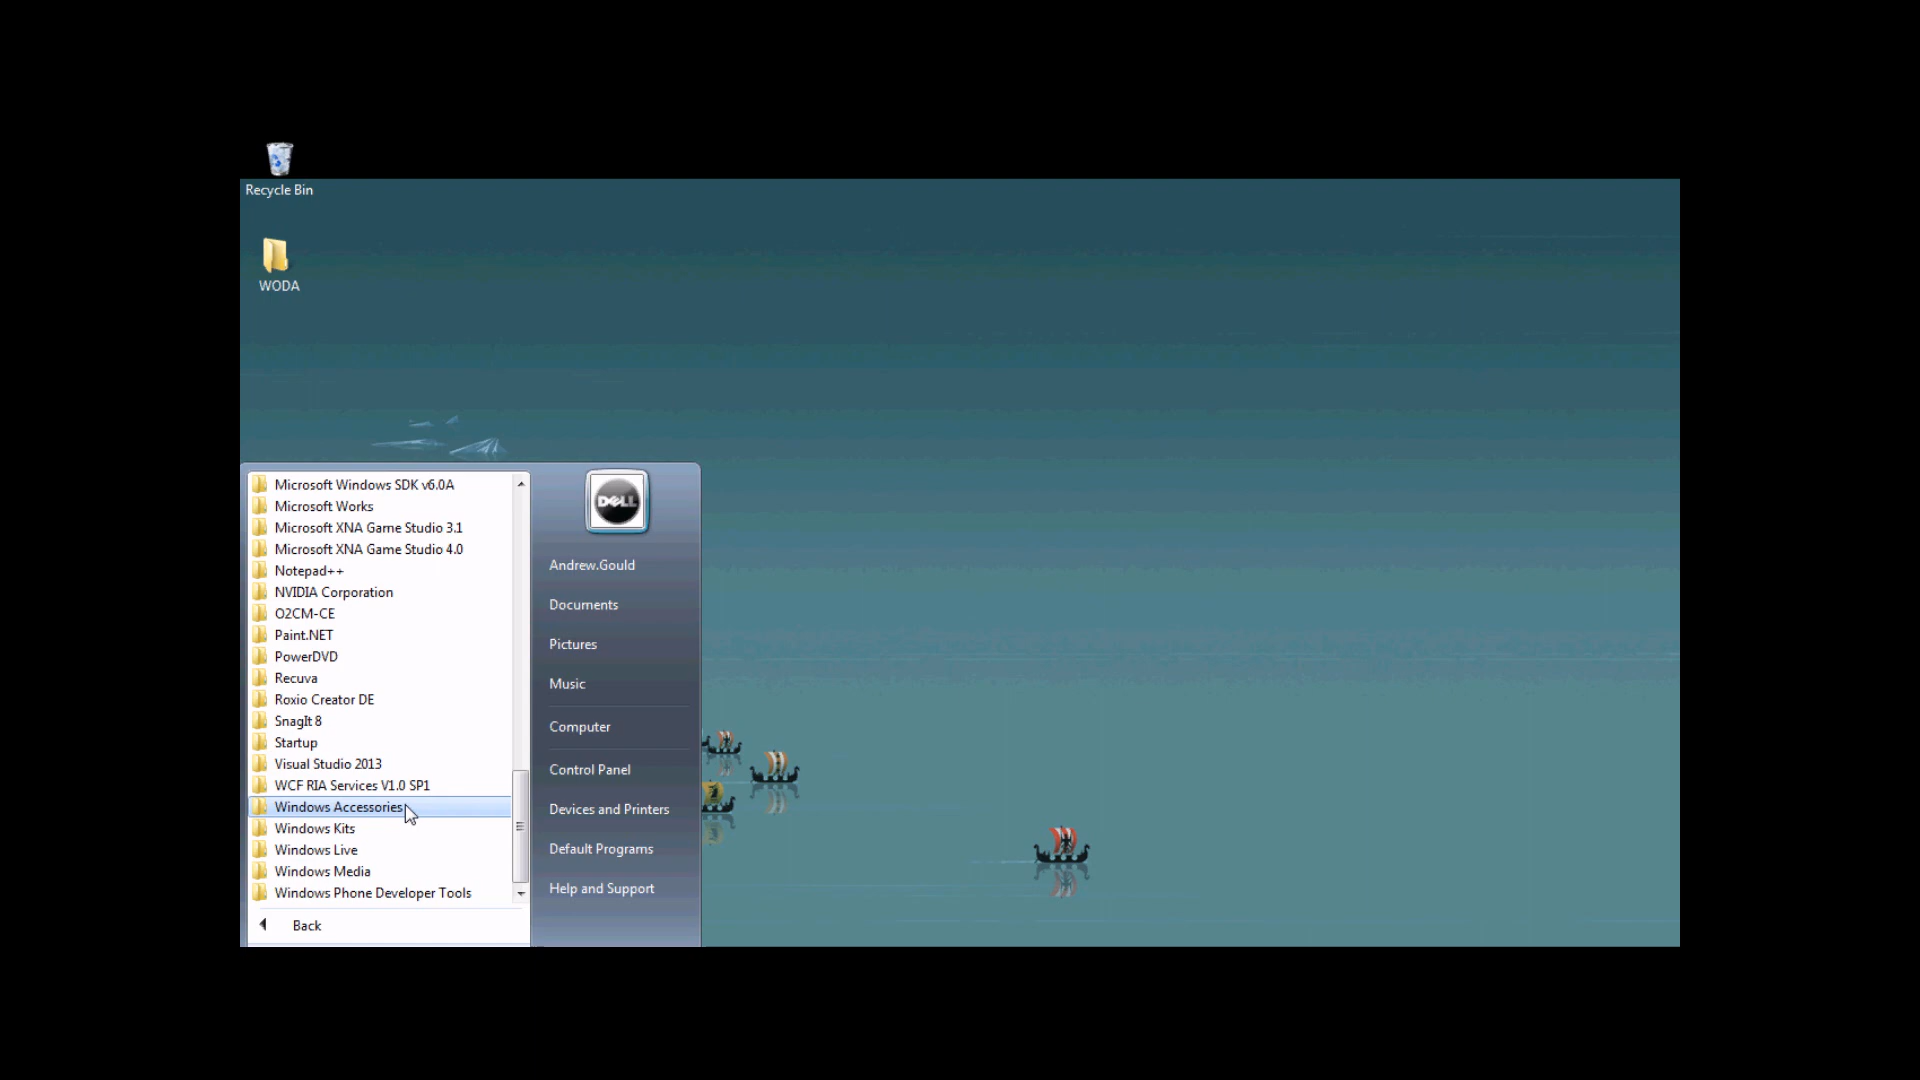 Recycle Bin
WODA
Microsoft Windows SDK v6.0A
Microsoft Works
Microsoft XNA Game Studio 3.1
Microsoft XNA Game Studio 4.0
Notepad++
NVIDIA Corporation
O2CM-CE
Paint.NET
PowerDVD
Recuva
Roxio Creator DE
SnagIt 8
Startup
Visual Studio 2013
WCF RIA Services V1.0 SP1
Windows Accessories
Windows Kits
Windows Live
Windows Media
Windows Phone Developer Tools
Back
DELL
Andrew.Gould
Documents
Pictures
Music
Computer
Control Panel
Devices and Printers
Default Programs
Help and Support